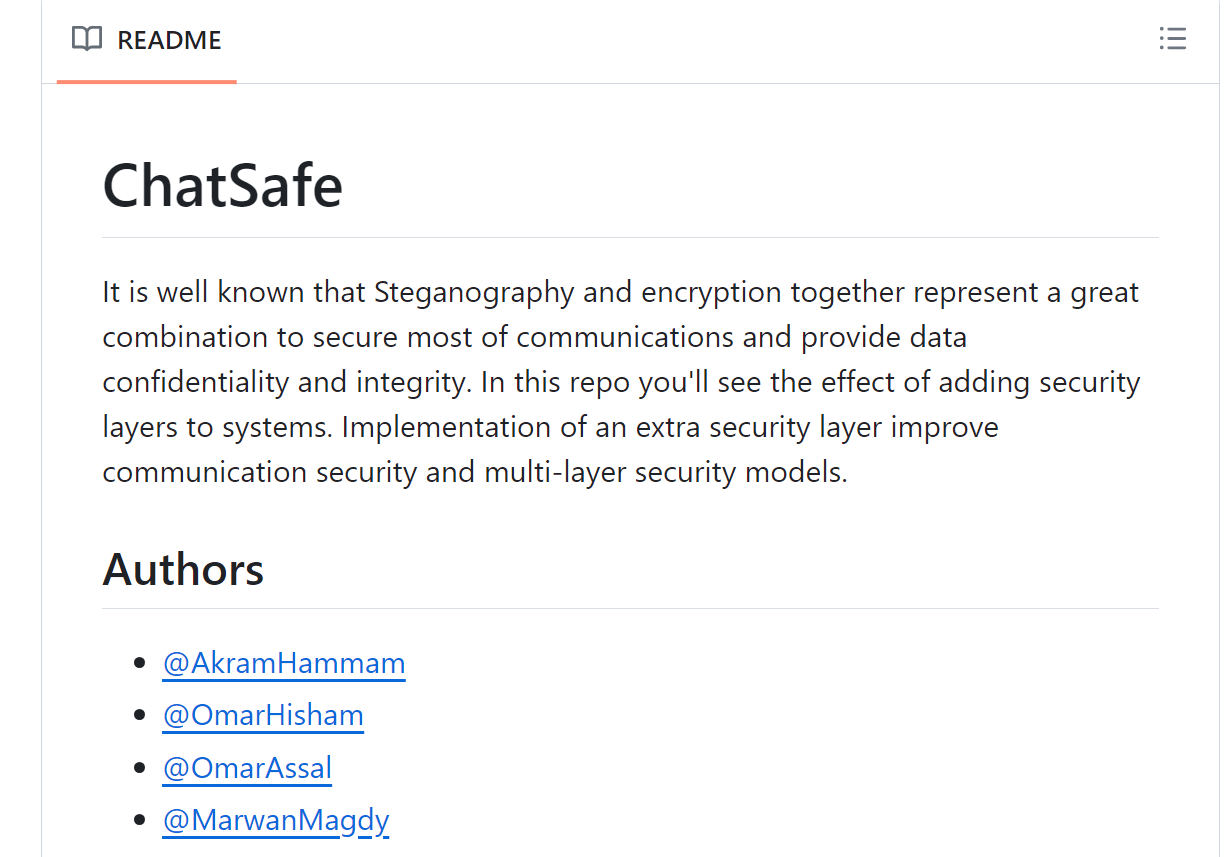 README
ChatSafe
It is well known that Steganography and encryption together represent a great
combination to secure most of communications and provide data
confidentiality and integrity. In this repo you'll see the effect of adding security
layers to systems. Implementation of an extra security layer improve
communication security and multi-layer security models.
Authors
@AkramHammam
@OmarHisham
@OmarAssal
@MarwanMagdy